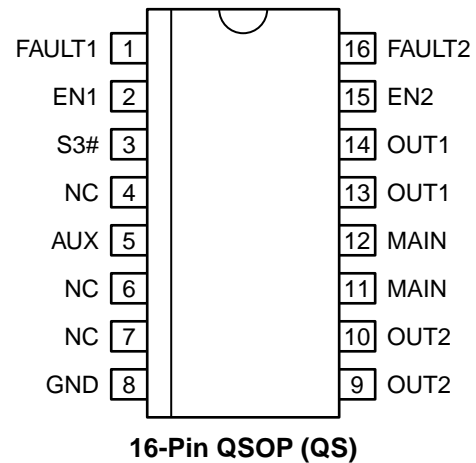 FAULT1 1 16 FAULT2
EN1 2 15 EN2
S3# 3 14 OUT1
NC 4 13 OUT1
AUX 5 12 MAIN
NC 6 11 MAIN
NC 7 10 OUT2
GND 8 9 OUT2
16-Pin QSOP (QS)